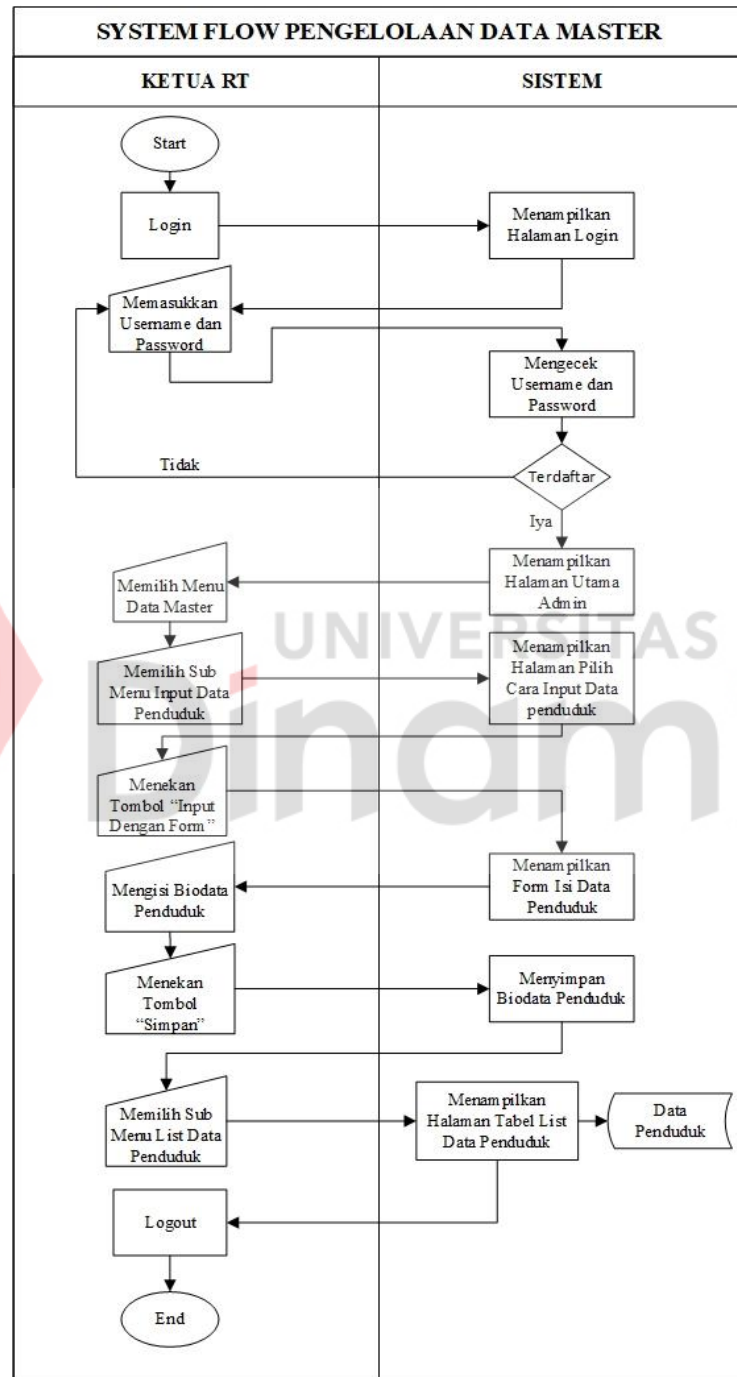 SYSTEM FLOW PENGELOLAAN DATA MASTER
KETUA RT
SISTEM
Start
Login
Menampilkan
Halaman Login
Memasukkan
Username dan
Password
Mengecek
Username dan
Password
Tidak
Terdaftar
Iya
Menampilkan
Halaman Utama
Admin
Memilih Menu
Data Master
UNIVERSITAS
Dinam
Memilih Sub
Menu Input Data
Penduduk
Menampilkan
Halaman Pilih
Cara Input Data
penduduk
Menekan
Tombol “Input
Dengan Form”
Menampilkan
Form Isi Data
Penduduk
Mengisi Biodata
Penduduk
Menekan
Tombol
“Simpan”
Menyimpan
Biodata Penduduk
Memilih Sub
Menu List Data
Penduduk
Menampilkan
Halaman Tabel List
Data Penduduk
Data
Penduduk
Logout
End